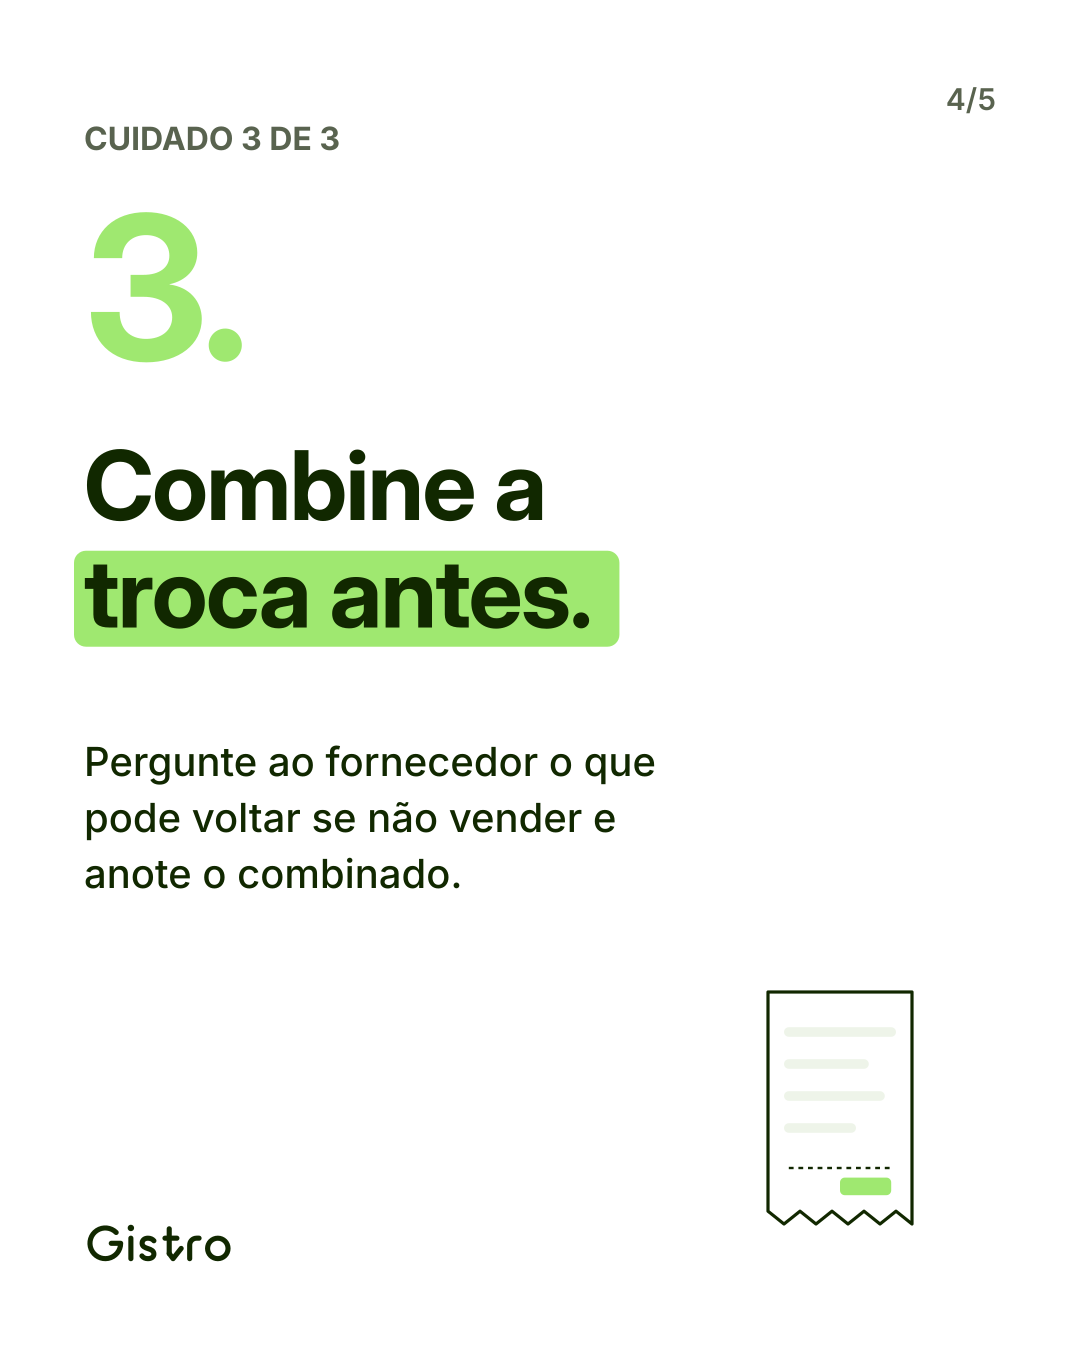 4/5
CUIDADO 3 DE 3
3.
Combine a
troca antes.
Pergunte ao fornecedor o que
pode voltar se não vender e
anote o combinado.
Gistro